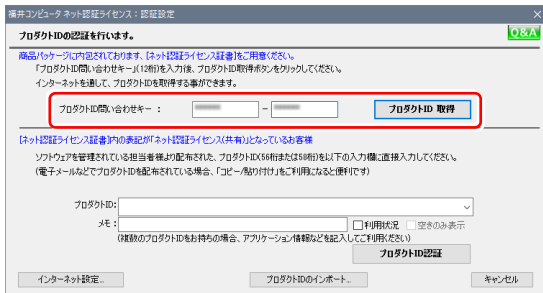 福井コンピュータ ネット認証ライセンス：認証設定
プロダクトIDの認証を行います。
Q&A
商品パッケージに内包されております、[ネット認証ライセンス証書]をご用意ください。
「プロダクトID問い合わせキー」(12桁)を入力後、プロダクトID取得ボタンをクリックしてください。
インターネットを通して、プロダクトIDを取得する事ができます。
プロダクトID問い合わせキー：
－
プロダクトID 取得
[ネット認証ライセンス証書]内の表記が「ネット認証ライセンス(共有)」となっているお客様
ソフトウェアを管理されている担当者様より配布された、プロダクトID(56桁または58桁)を以下の入力欄に直接入力してください。
(電子メールなどでプロダクトIDを配布されている場合、「コピー/貼り付け」をご利用になると便利です)
プロダクトID:
メモ:
利用状況
空きのみ表示
(複数のプロダクトIDをお持ちの場合、アプリケーション情報などを記入してご利用ください)
プロダクトID認証
インターネット設定...
プロダクトIDのインポート...
キャンセル